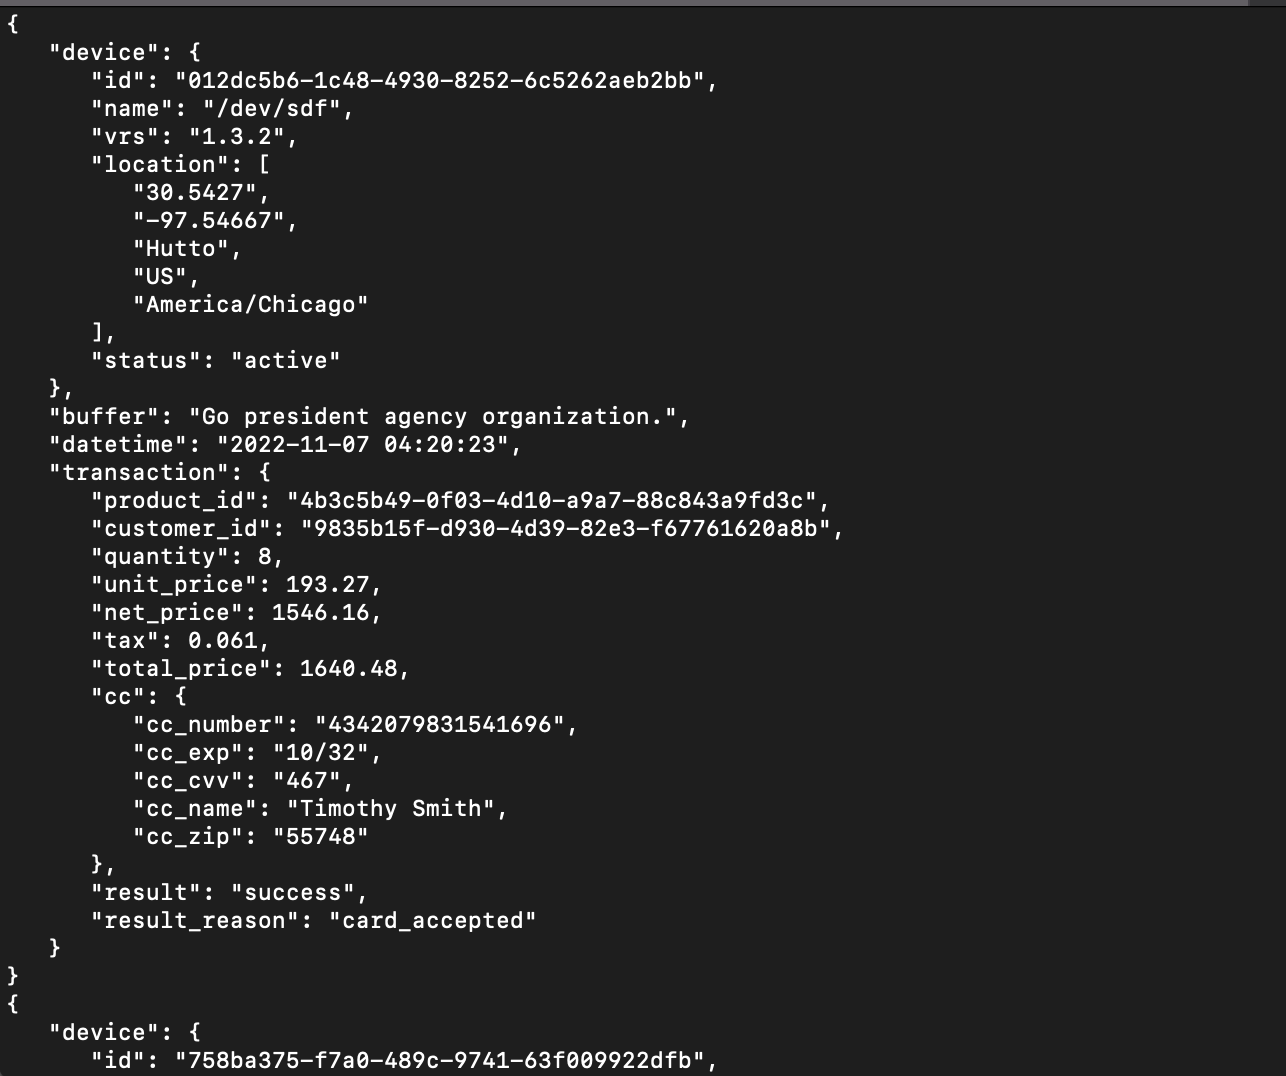 {
   "device": {
      "id": "012dc5b6-1c48-4930-8252-6c5262aeb2bb",
      "name": "/dev/sdf",
      "vrs": "1.3.2",
      "location": [
         "30.5427",
         "-97.54667",
         "Hutto",
         "US",
         "America/Chicago"
      ],
      "status": "active"
   },
   "buffer": "Go president agency organization.",
   "datetime": "2022-11-07 04:20:23",
   "transaction": {
      "product_id": "4b3c5b49-0f03-4d10-a9a7-88c843a9fd3c",
      "customer_id": "9835b15f-d930-4d39-82e3-f67761620a8b",
      "quantity": 8,
      "unit_price": 193.27,
      "net_price": 1546.16,
      "tax": 0.061,
      "total_price": 1640.48,
      "cc": {
         "cc_number": "4342079831541696",
         "cc_exp": "10/32",
         "cc_cvv": "467",
         "cc_name": "Timothy Smith",
         "cc_zip": "55748"
      },
      "result": "success",
      "result_reason": "card_accepted"
   }
}
{
   "device": {
      "id": "758ba375-f7a0-489c-9741-63f009922dfb",